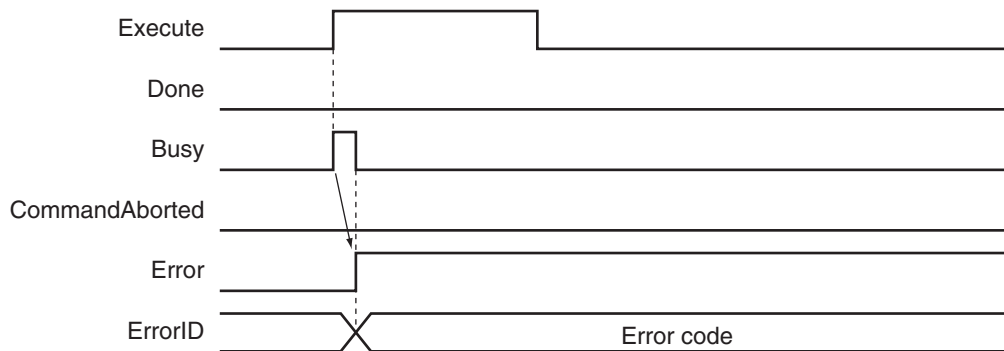 Execute
Done
Busy
CommandAborted
Error
ErrorID
Error code